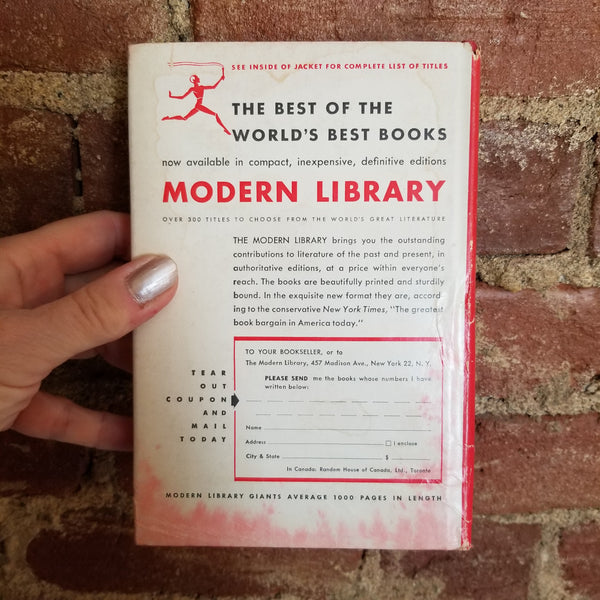 SEE INSIDE OF JACKET FOR COMPLETE LIST OF TITLES
THE BEST OF THE
WORLD'S BEST BOOKS
now available in compact, inexpensive, definitive editions
MODERN LIBRARY
OVER 300 TITLES TO CHOOSE FROM THE WORLD'S GREAT LITERATURE
THE MODERN LIBRARY brings you the outstanding
contributions to literature of the past and present, in
authoritative editions, at a price within everyone's
reach. The books are beautifully printed and sturdily
bound. In the exquisite new format they are, accord-
ing to the conservative New York Times, "The greatest
book bargain in America today."
TEAR
OUT
COUPON
AND
MAIL
TODAY
TO YOUR BOOKSELLER, or to
The Modern Library, 457 Madison Ave., New York 22, N. Y.
PLEASE SEND me the books whose numbers I have
written below:
Name
Address I enclose
City & State $
In Canada: Random House of Canada, Ltd., Toronto
MODERN LIBRARY GIANTS AVERAGE 1000 PAGES IN LENGTH